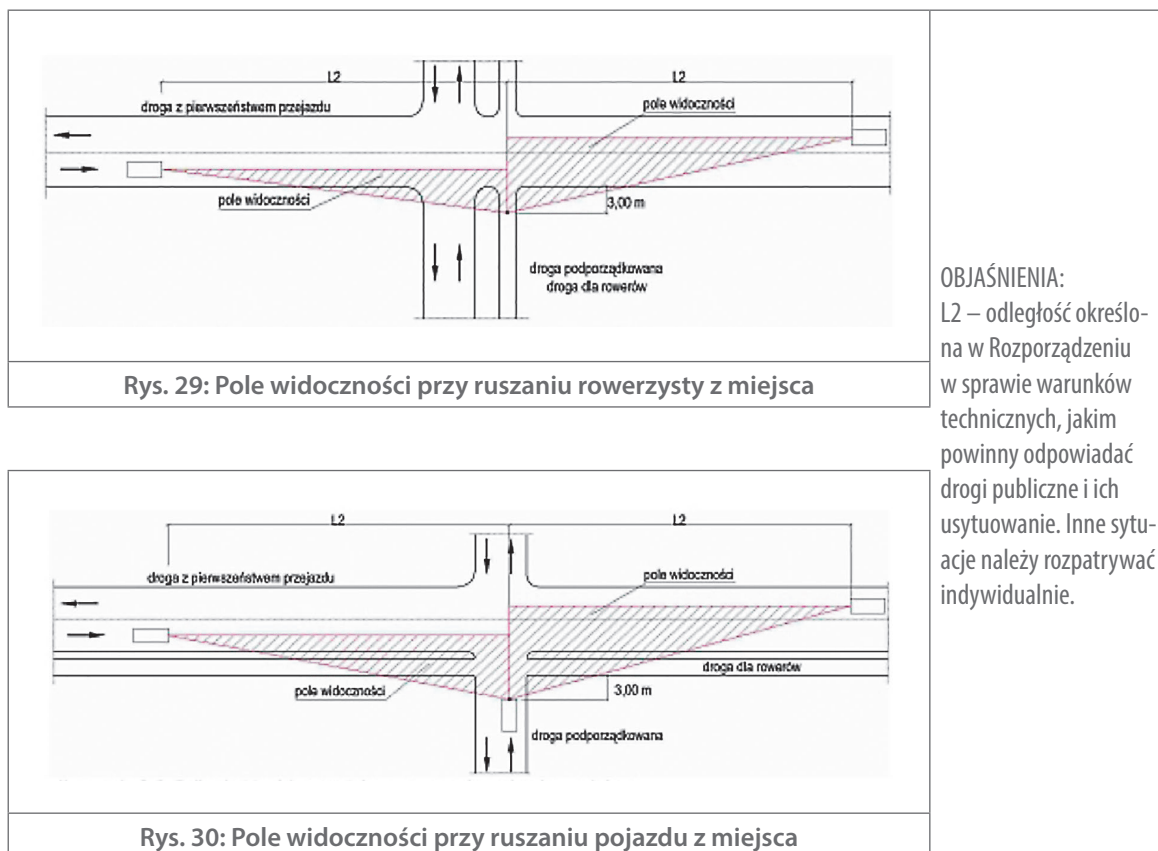 L2
L2
droga z pierwszeństwem przejazdu
pole widoczności
pole widoczności
3,00 m
droga podporządkowana
droga dla rowerów
Rys. 29: Pole widoczności przy ruszaniu rowerzysty z miejsca
L2
L2
droga z pierwszeństwem przejazdu
pole widoczności
droga dla rowerów
pole widoczności
3,00 m
droga podporządkowana
Rys. 30: Pole widoczności przy ruszaniu pojazdu z miejsca
OBJAŚNIENIA:
L2 – odległość określo-
na w Rozporządzeniu
w sprawie warunków
technicznych, jakim
powinny odpowiadać
drogi publiczne i ich
usytuowanie. Inne sytu-
acje należy rozpatrywać
indywidualnie.